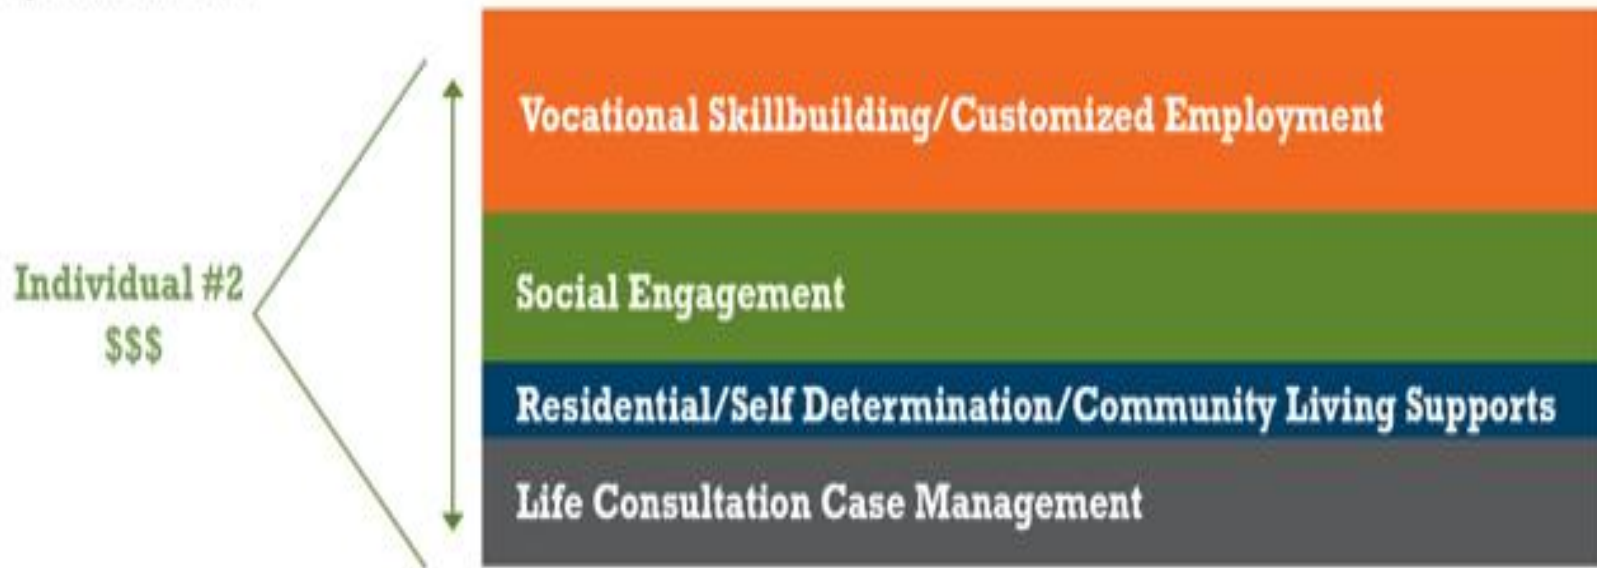 Vocational Skillbuilding/Customized Employment
Social Engagement
Individual #2
$$$
Residential/Self Determination/Community Living Supports
Life Consultation Case Management